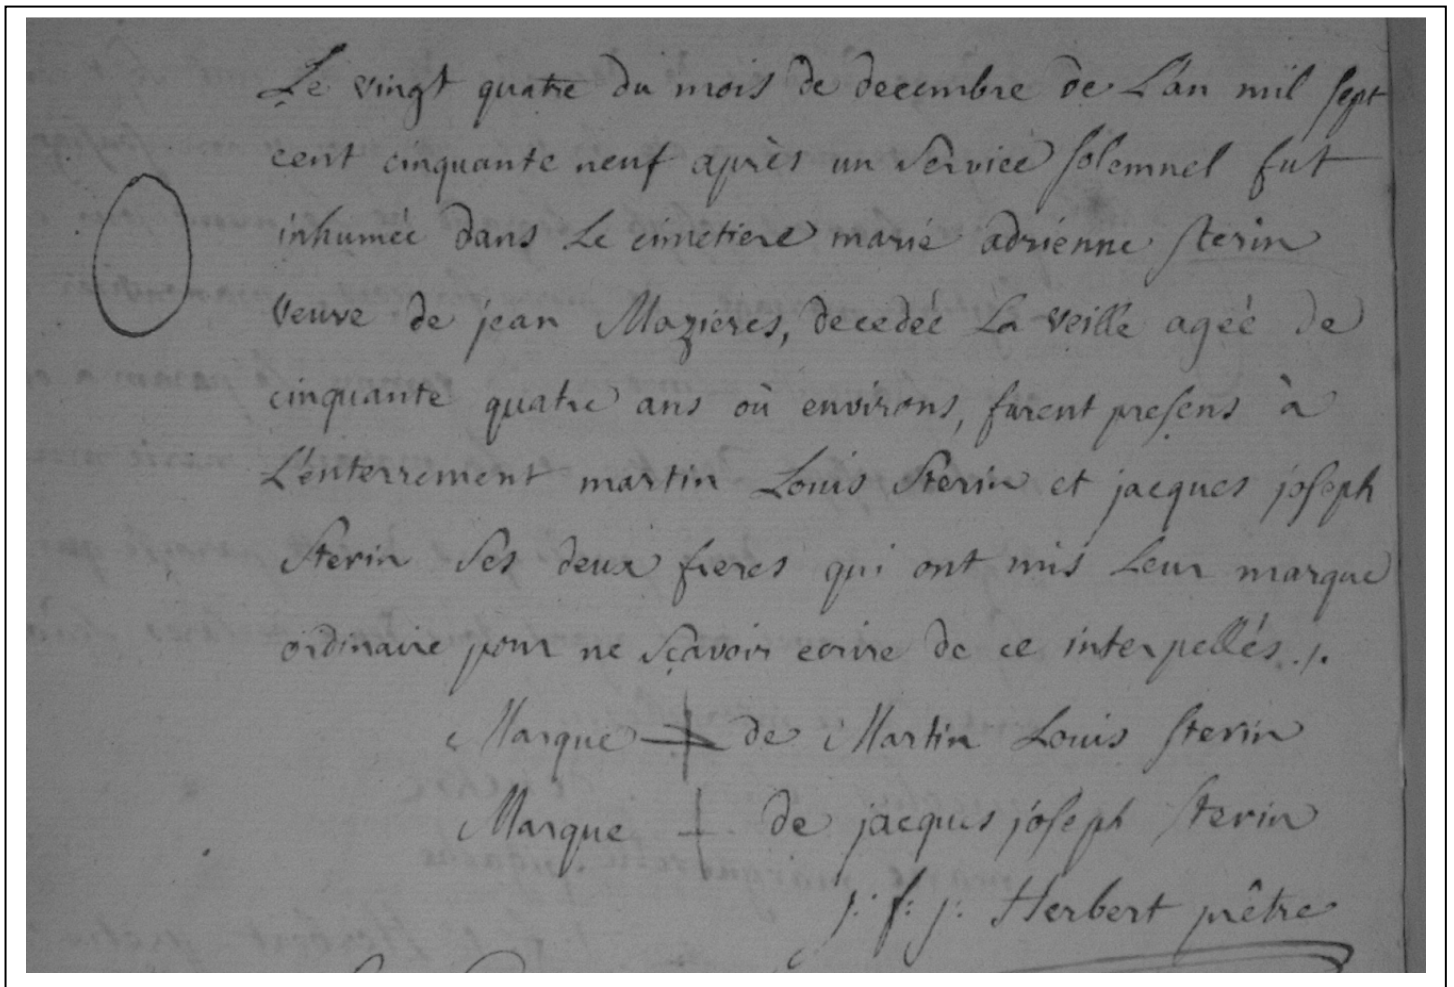 Le vingt quatre du mois de decembre de L'an mil sept
cent cinquante neuf après un Service solemnel fut
inhumée dans Le cimetiere marie adrienne sterin
veuve de jean Mazieres, decedée La veille agée de
cinquante quatre ans où environs, furent presens à
L'enterrement martin Louis Sterin et jacques joseph
Sterin Ses deux freres qui ont mis Leur marque
ordinaire pour ne Sçavoir ecrire de ce interpellés ./.
Marque de Martin Louis sterin
Marque de jacques joseph sterin
j: f: j: Herbert prêtre